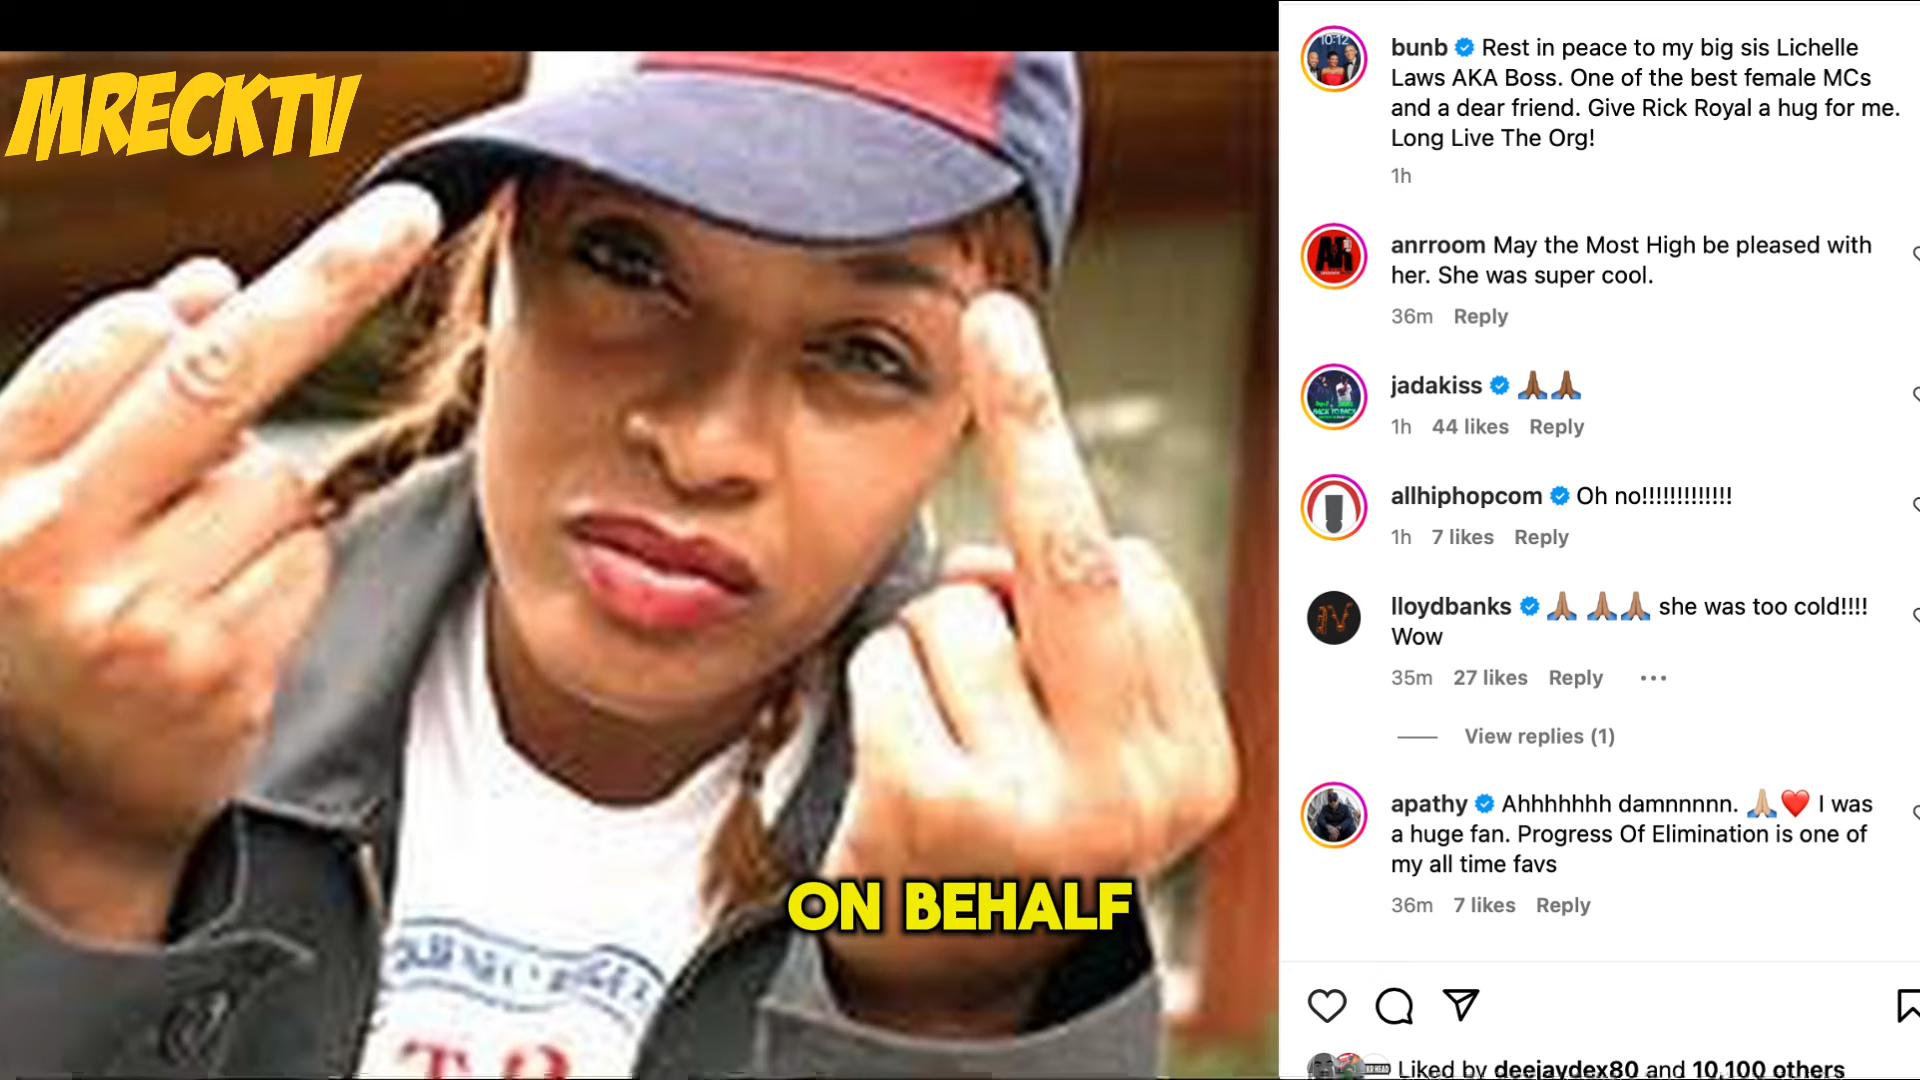 MRECKTV
ON BEHALF
bunb Rest in peace to my big sis Lichelle
Laws AKA Boss. One of the best female MCs
and a dear friend. Give Rick Royal a hug for me.
Long Live The Org!
1h
anrroom May the Most High be pleased with
her. She was super cool.
36m Reply
jadakiss 🙏🏾🙏🏾
1h 44 likes Reply
allhiphopcom Oh no!!!!!!!!!!!!!
1h 7 likes Reply
lloydbanks 🙏🏽 🙏🏽🙏🏽 she was too cold!!!!
Wow
35m 27 likes Reply
View replies (1)
apathy Ahhhhhhh damnnnnn. 🙏🏼❤️ I was
a huge fan. Progress Of Elimination is one of
my all time favs
36m 7 likes Reply
Liked by deejaydex80 and 10,100 others